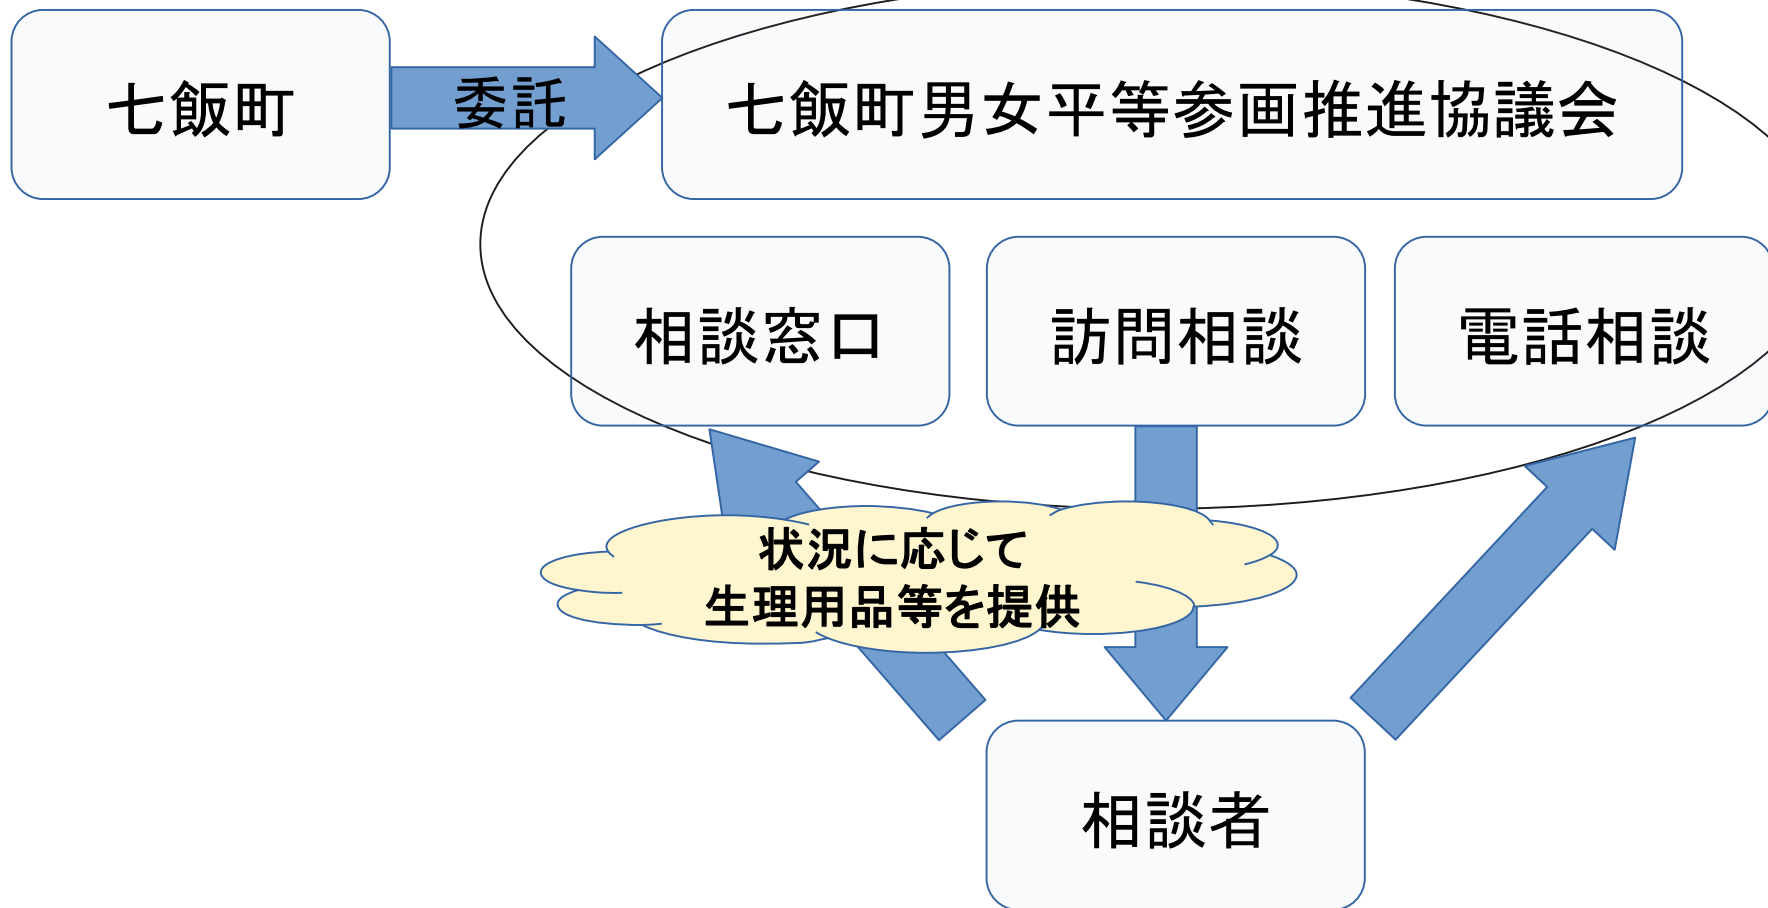 七飯町
委託
七飯町男女平等参画推進協議会
相談窓口
訪問相談
電話相談
状況に応じて
生理用品等を提供
相談者